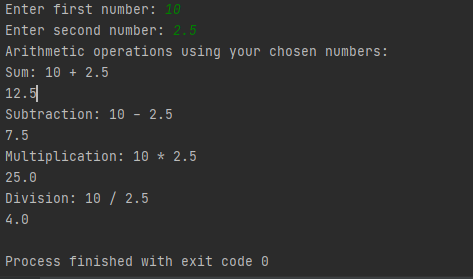 Enter first number: 10
Enter second number: 2.5
Arithmetic operations using your chosen numbers:
Sum: 10 + 2.5
12.5
Subtraction: 10 - 2.5
7.5
Multiplication: 10 * 2.5
25.0
Division: 10 / 2.5
4.0
Process finished with exit code 0